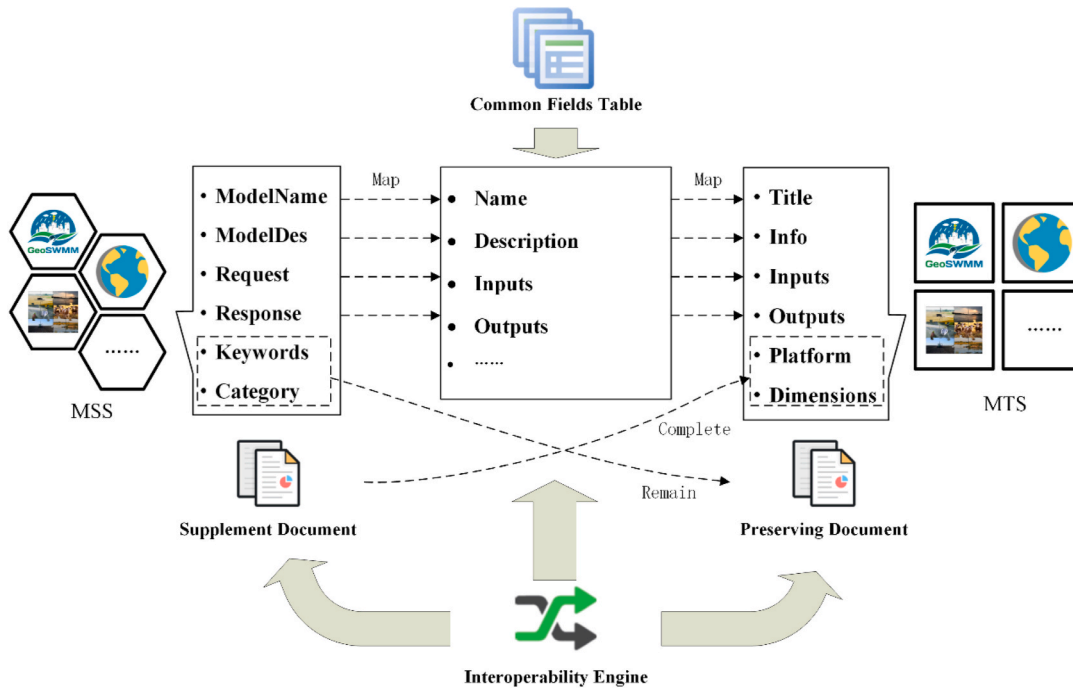 Common Fields Table
• ModelName
• ModelDes
• Request
• Response
• Keywords
• Category
Map
• Name
• Description
• Inputs
• Outputs
• ……
Map
• Title
• Info
• Inputs
• Outputs
• Platform
• Dimensions
GeoSWMM
……
MSS
GeoSWMM
……
MTS
Complete
Remain
Supplement Document
Preserving Document
Interoperability Engine